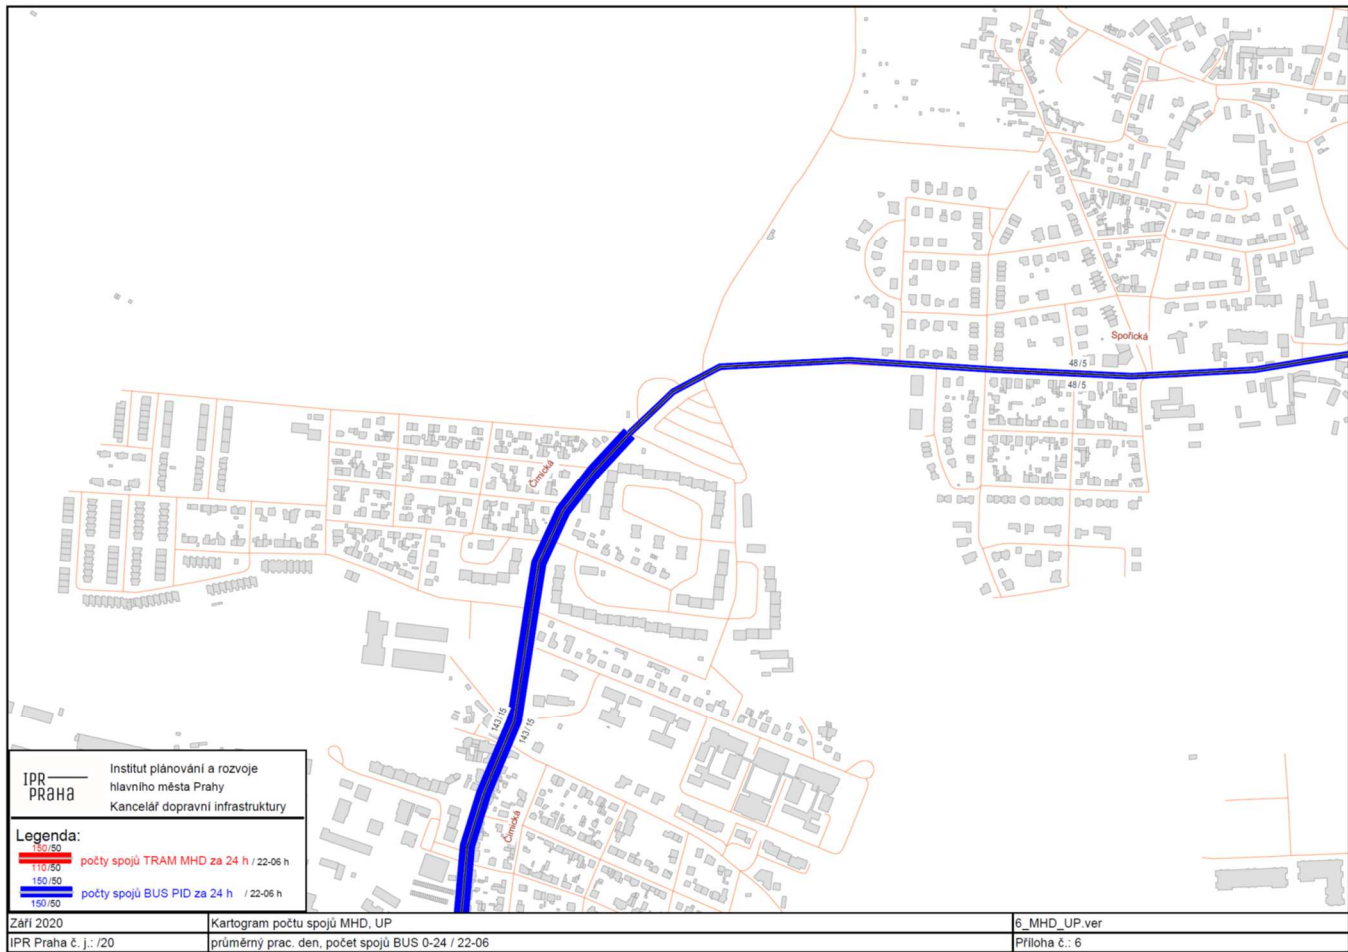 Spořická
48/5
48/5
Čimická
143/15
143/15
Čimická
IPR
PRAHA
Institut plánování a rozvoje
hlavního města Prahy
Kancelář dopravní infrastruktury
Legenda:
150/50
počty spojů TRAM MHD za 24 h / 22-06 h
110/50
150/50
počty spojů BUS PID za 24 h / 22-06 h
150/50
Září 2020
Kartogram počtu spojů MHD, UP
6_MHD_UP.ver
IPR Praha č. j.: /20
průměrný prac. den, počet spojů BUS 0-24 / 22-06
Příloha č.: 6